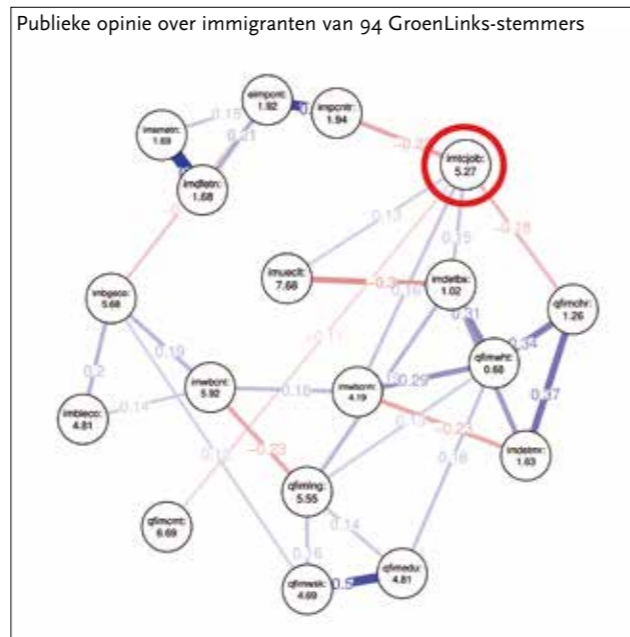 Publieke opinie over immigranten van 94 GroenLinks-stemmers
eimpcnt:
1.92
impcntr:
1.94
imsmetn:
1.69
0.15
0.21
imdfetn:
1.68
imtcjob:
5.27
0.13
0.15
-0.18
imueclt:
7.68
-0.3
imdetbs:
1.02
qfimchr:
1.26
imbgeco:
5.68
0.16
0.31
0.34
0.19
qfimwht:
0.68
0.2
imwbcnt:
5.92
0.18
imwbcrm:
4.19
0.29
0.37
imbleco:
4.81
0.14
0.13
-0.23
-0.23
imdetmr:
1.63
0.18
qfimlng:
5.55
qfimcmt:
6.69
0.14
0.16
qfimwsk:
4.69
0.5
qfimedu:
4.81